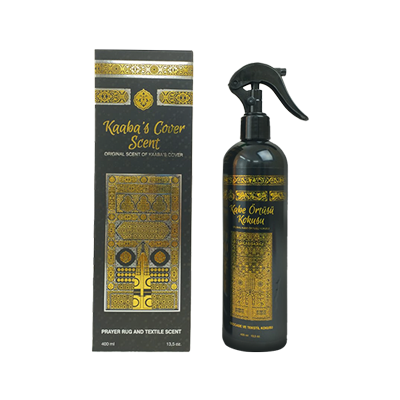 Kaaba's Cover
Scent
ORIGINAL SCENT OF KAABA'S COVER
PRAYER RUG AND TEXTILE SCENT
400 ml 13,5 oz.
Kabe Örtüsü
Kokusu